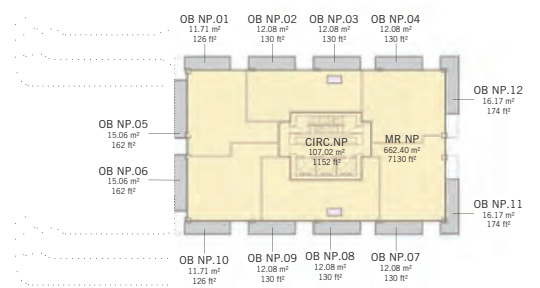 OB NP.01
11.71 m²
126 ft²
OB NP.02
12.08 m²
130 ft²
OB NP.03
12.08 m²
130 ft²
OB NP.04
12.08 m²
130 ft²
OB NP.12
16.17 m²
174 ft²
OB NP.05
15.06 m²
162 ft²
CIRC.NP
107.02 m²
1152 ft²
MR NP
662.40 m²
7130 ft²
OB NP.06
15.06 m²
162 ft²
OB NP.11
16.17 m²
174 ft²
OB NP.10
11.71 m²
126 ft²
OB NP.09
12.08 m²
130 ft²
OB NP.08
12.08 m²
130 ft²
OB NP.07
12.08 m²
130 ft²